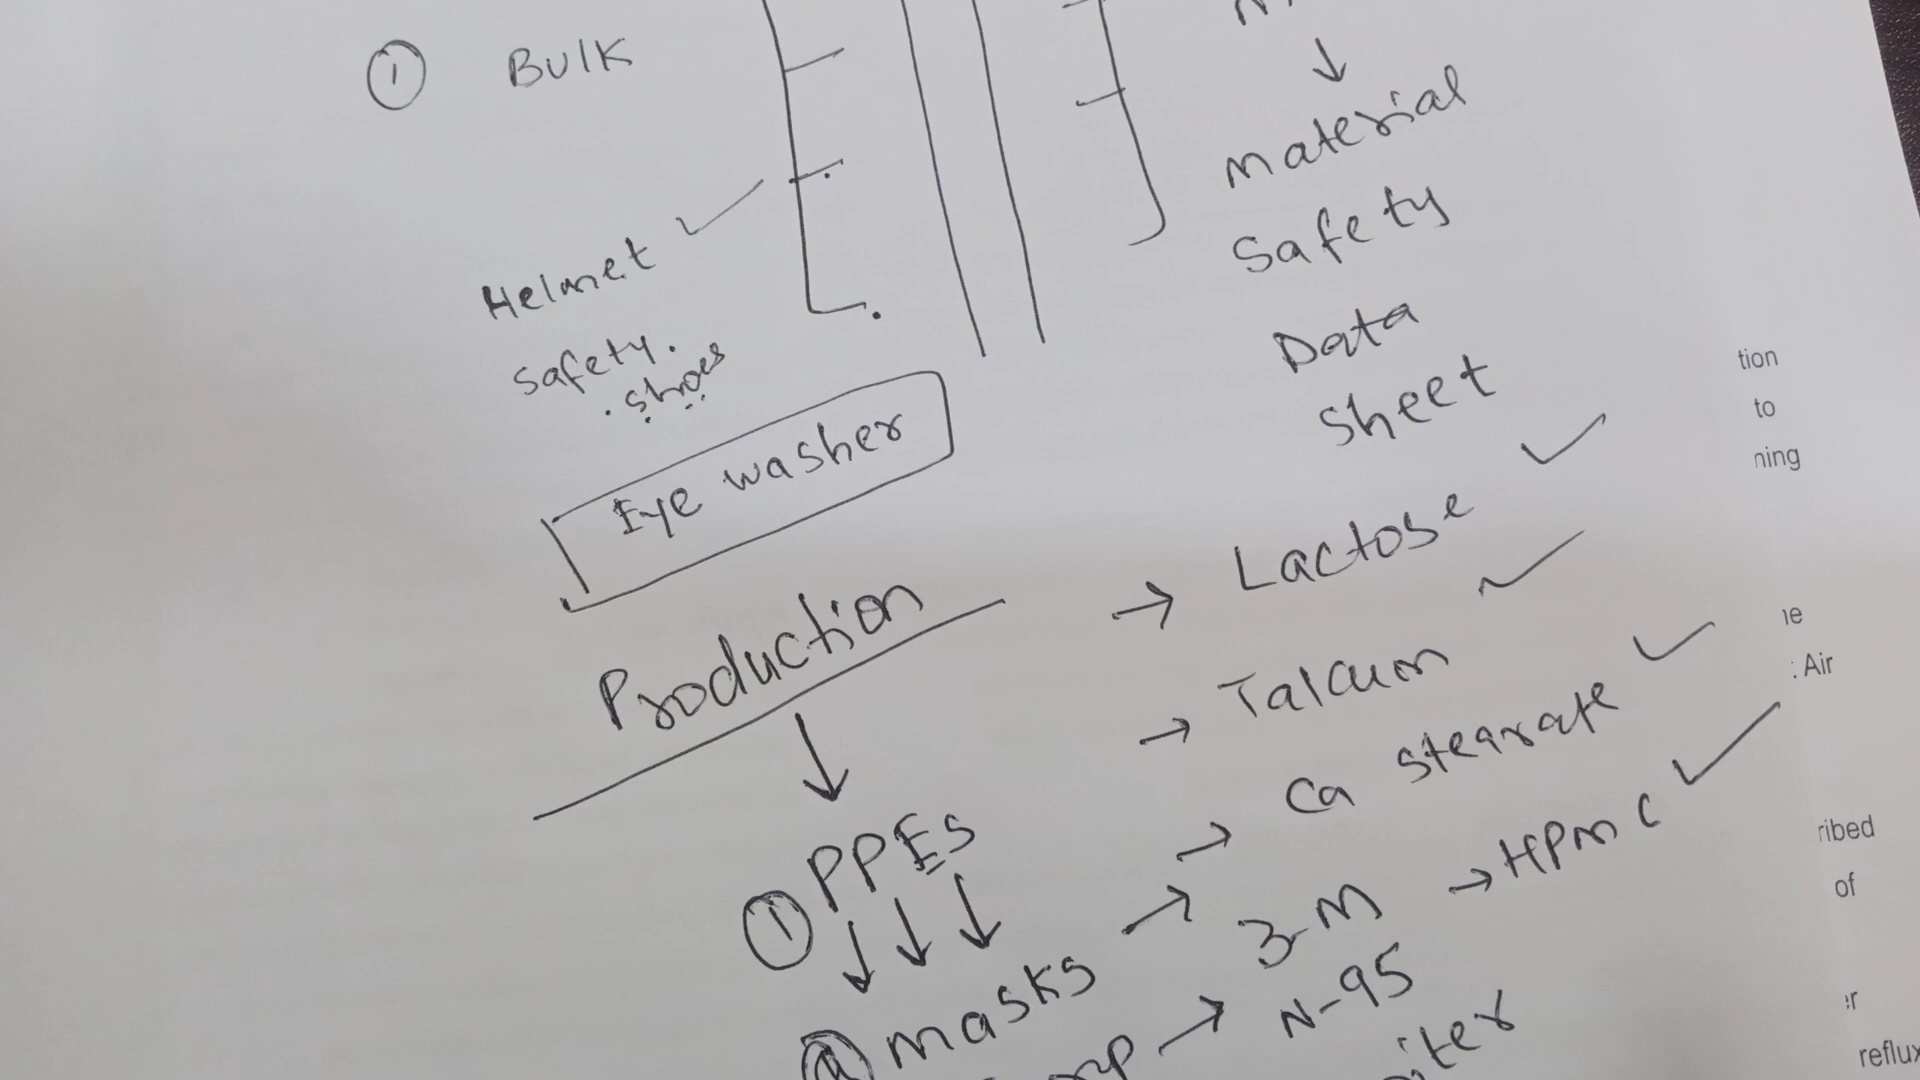 ① Bulk
Helmet
Safety.
. Shoes
Eye washer
Material
Safety
Data
Sheet
Production
→ Lactose
→ Talcum
→ Ca stearate
→ HPMC
① PPEs
masks → 3-M
N-95
tion
to
ning
: Air
ribed
of
reflux